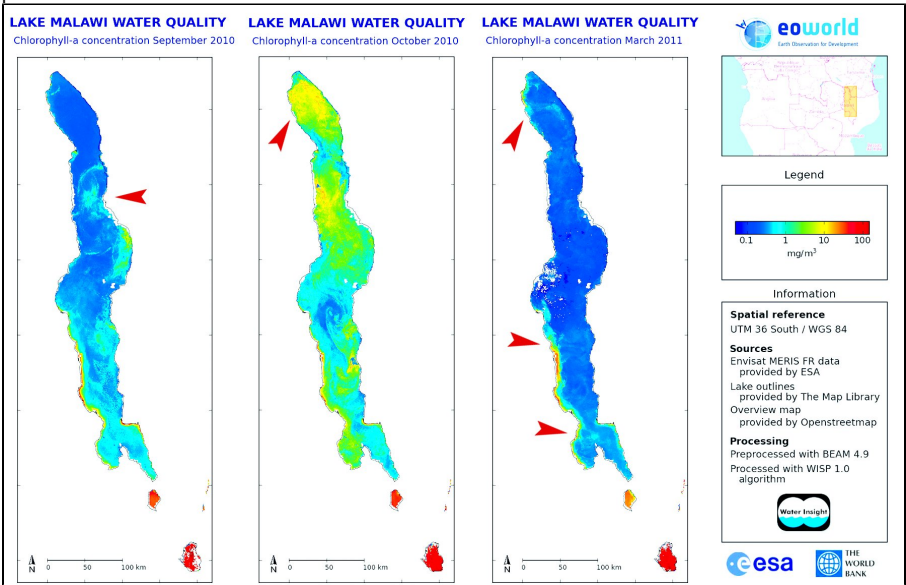 LAKE MALAWI WATER QUALITY
Chlorophyll-a concentration September 2010
LAKE MALAWI WATER QUALITY
Chlorophyll-a concentration October 2010
LAKE MALAWI WATER QUALITY
Chlorophyll-a concentration March 2011
N
0 50 100 km
N
0 50 100 km
N
0 50 100 km
eoworld
Earth Observation for Development
Legend
0.1 1 10 100
mg/m³
Information
Spatial reference
UTM 36 South / WGS 84
Sources
Envisat MERIS FR data
provided by ESA
Lake outlines
provided by The Map Library
Overview map
provided by Openstreetmap
Processing
Preprocessed with BEAM 4.9
Processed with WISP 1.0
algorithm
Water Insight
esa
THE
WORLD
BANK